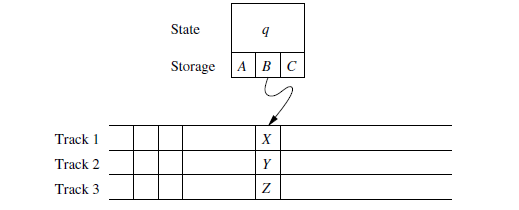 State q
Storage A B C
Track 1 X
Track 2 Y
Track 3 Z